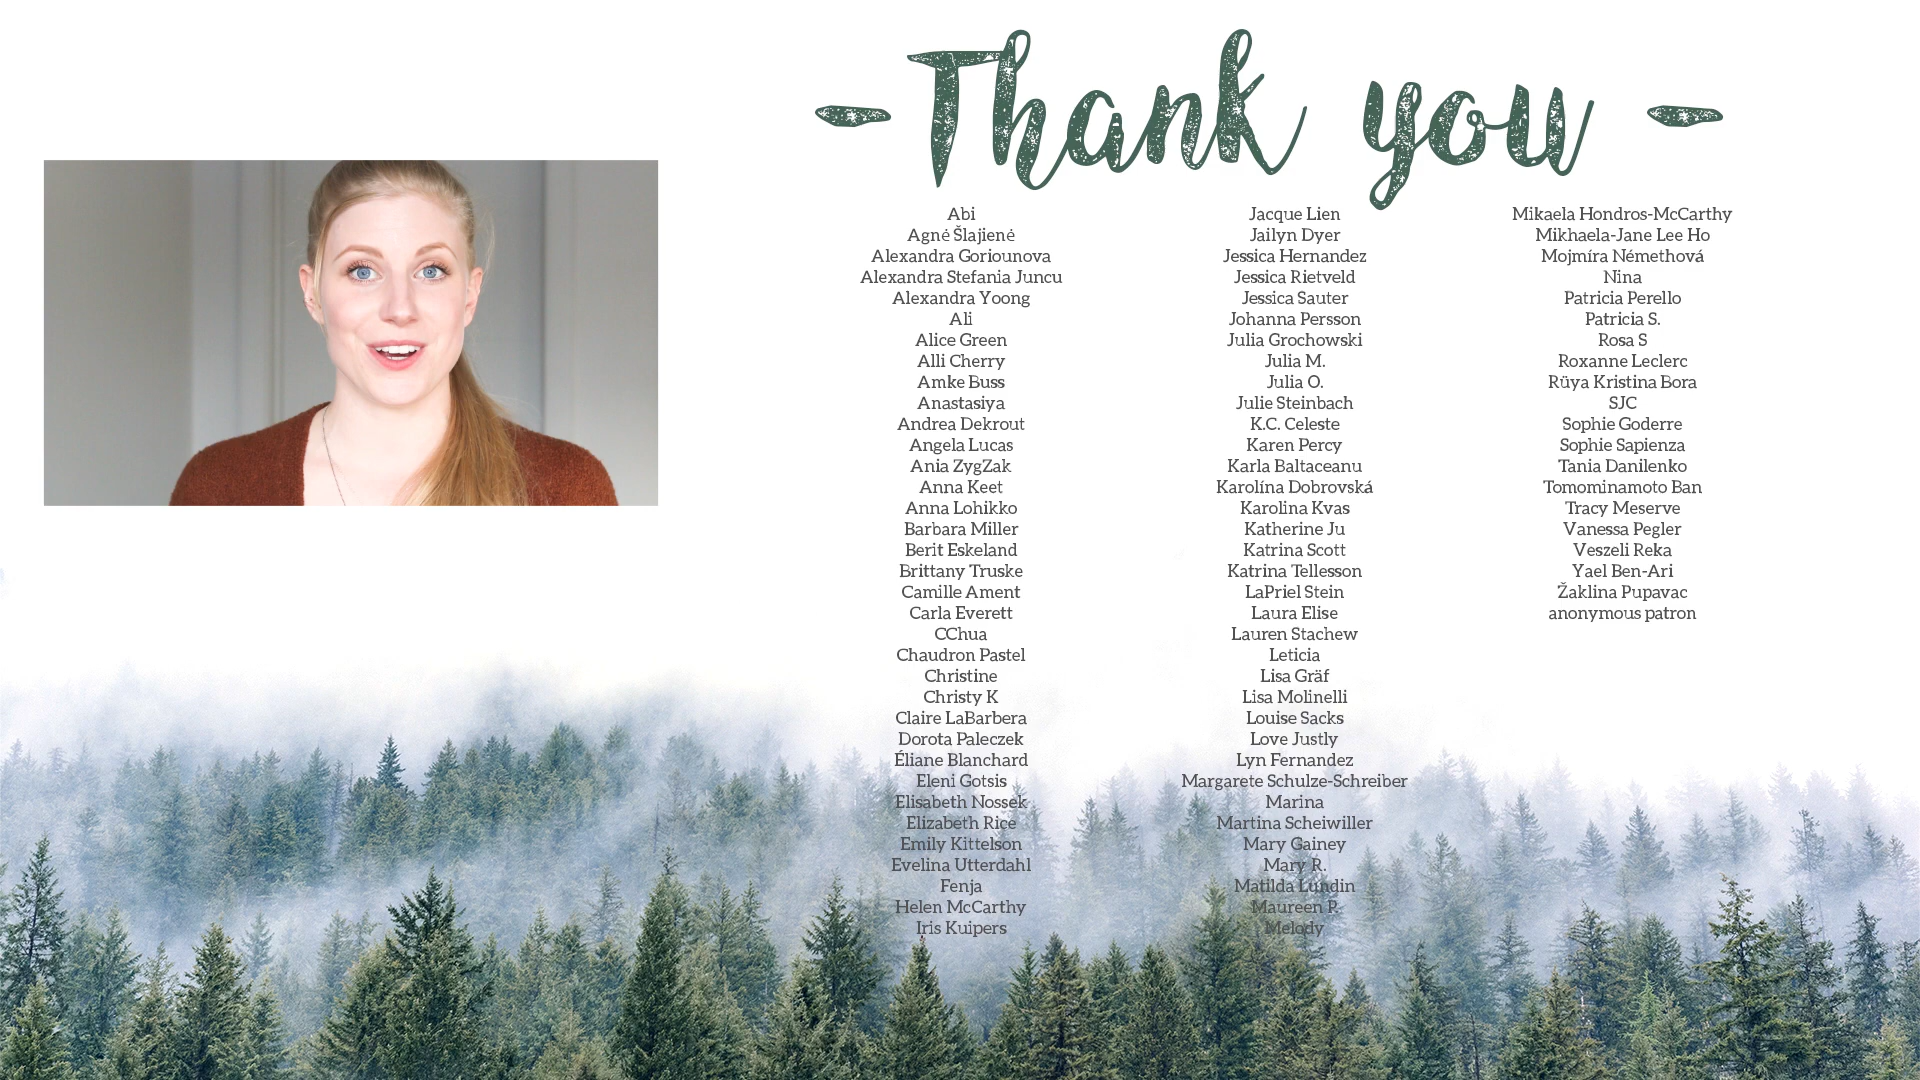 -Thank you -
Abi
Agnė Šlajienė
Alexandra Goriounova
Alexandra Stefania Juncu
Alexandra Yoong
Ali
Alice Green
Alli Cherry
Amke Buss
Anastasiya
Andrea Dekrout
Angela Lucas
Ania ZygZak
Anna Keet
Anna Lohikko
Barbara Miller
Berit Eskeland
Brittany Truske
Camille Ament
Carla Everett
CChua
Chaudron Pastel
Christine
Christy K
Claire LaBarbera
Dorota Paleczek
Éliane Blanchard
Eleni Gotsis
Elisabeth Nossek
Elizabeth Rice
Emily Kittelson
Evelina Utterdahl
Fenja
Helen McCarthy
Iris Kuipers
Jacque Lien
Jailyn Dyer
Jessica Hernandez
Jessica Rietveld
Jessica Sauter
Johanna Persson
Julia Grochowski
Julia M.
Julia O.
Julie Steinbach
K.C. Celeste
Karen Percy
Karla Baltaceanu
Karolína Dobrovská
Karolina Kvas
Katherine Ju
Katrina Scott
Katrina Tellesson
LaPriel Stein
Laura Elise
Lauren Stachew
Leticia
Lisa Gräf
Lisa Molinelli
Louise Sacks
Love Justly
Lyn Fernandez
Margarete Schulze-Schreiber
Marina
Martina Scheiwiller
Mary Gainey
Mary R.
Matilda Lundin
Maureen P.
Melody
Mikaela Hondros-McCarthy
Mikhaela-Jane Lee Ho
Mojmíra Némethová
Nina
Patricia Perello
Patricia S.
Rosa S
Roxanne Leclerc
Rüya Kristina Bora
SJC
Sophie Goderre
Sophie Sapienza
Tania Danilenko
Tomominamoto Ban
Tracy Meserve
Vanessa Pegler
Veszeli Reka
Yael Ben-Ari
Žaklina Pupavac
anonymous patron